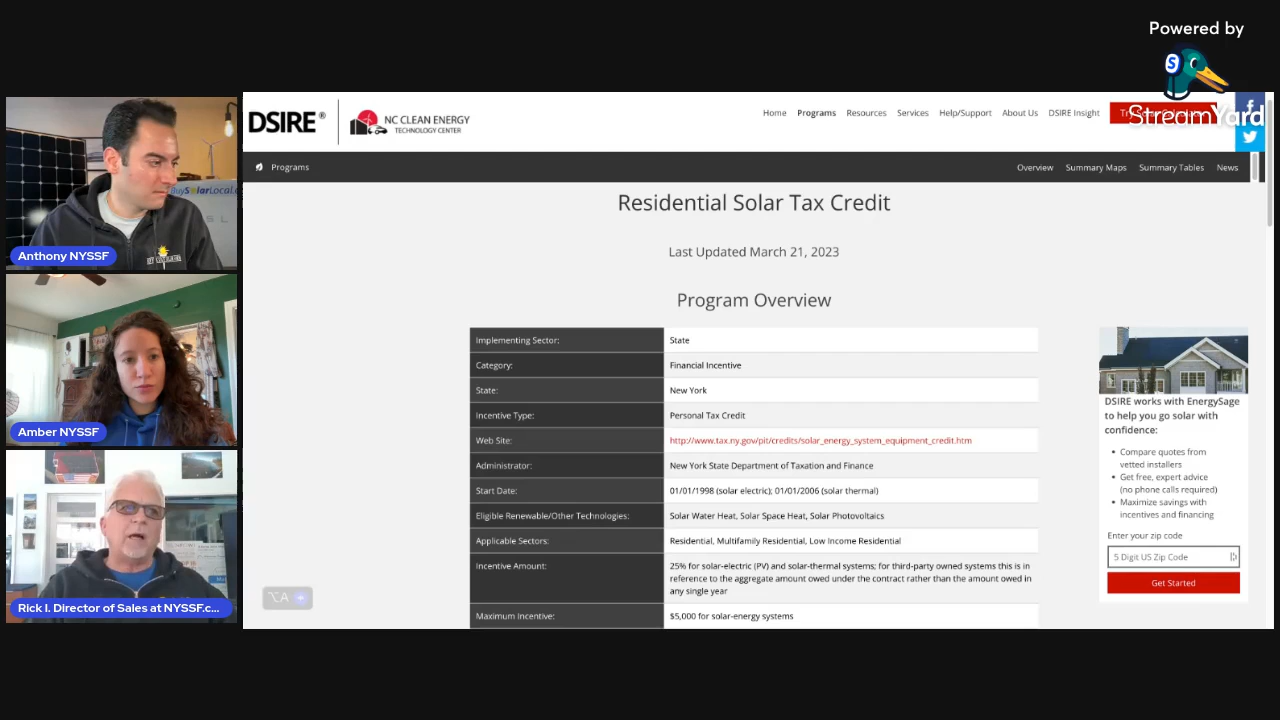 Powered by
StreamYard
Anthony NYSSF
Amber NYSSF
Rick I. Director of Sales at NYSSF.c...
BuySolarLocal.c
DSIRE®
NC CLEAN ENERGY
TECHNOLOGY CENTER
Home Programs Resources Services Help/Support About Us DSIRE Insight
Programs
Overview Summary Maps Summary Tables News
Residential Solar Tax Credit
Last Updated March 21, 2023
Program Overview
Implementing Sector: State
Category: Financial Incentive
State: New York
Incentive Type: Personal Tax Credit
Web Site: http://www.tax.ny.gov/pit/credits/solar_energy_system_equipment_credit.htm
Administrator: New York State Department of Taxation and Finance
Start Date: 01/01/1998 (solar electric); 01/01/2006 (solar thermal)
Eligible Renewable/Other Technologies: Solar Water Heat, Solar Space Heat, Solar Photovoltaics
Applicable Sectors: Residential, Multifamily Residential, Low Income Residential
Incentive Amount: 25% for solar-electric (PV) and solar-thermal systems; for third-party owned systems this is in
reference to the aggregate amount owed under the contract rather than the amount owed in
any single year
Maximum Incentive: $5,000 for solar-energy systems
DSIRE works with EnergySage
to help you go solar with
confidence:
• Compare quotes from
vetted installers
• Get free, expert advice
(no phone calls required)
• Maximize savings with
incentives and financing
Enter your zip code
5 Digit US Zip Code
Get Started
⌥A